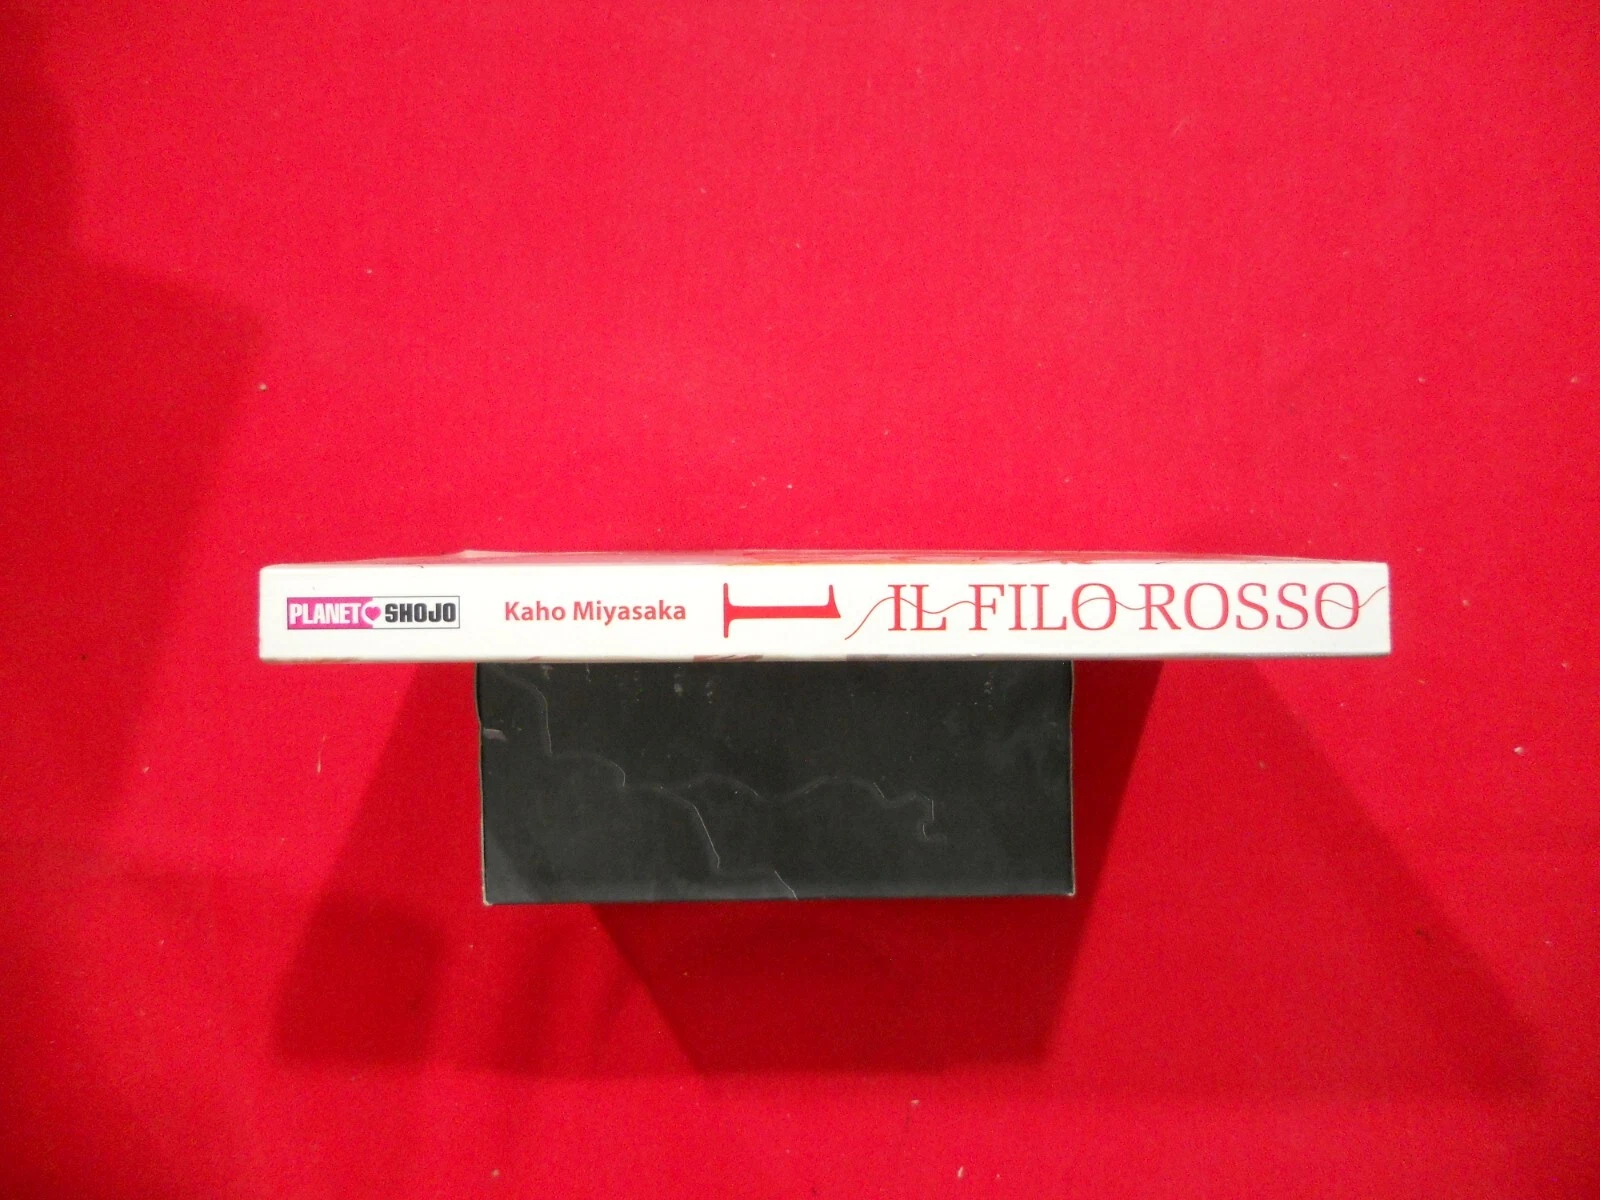 PLANET SHOJO
Kaho Miyasaka
1
IL FILO ROSSO